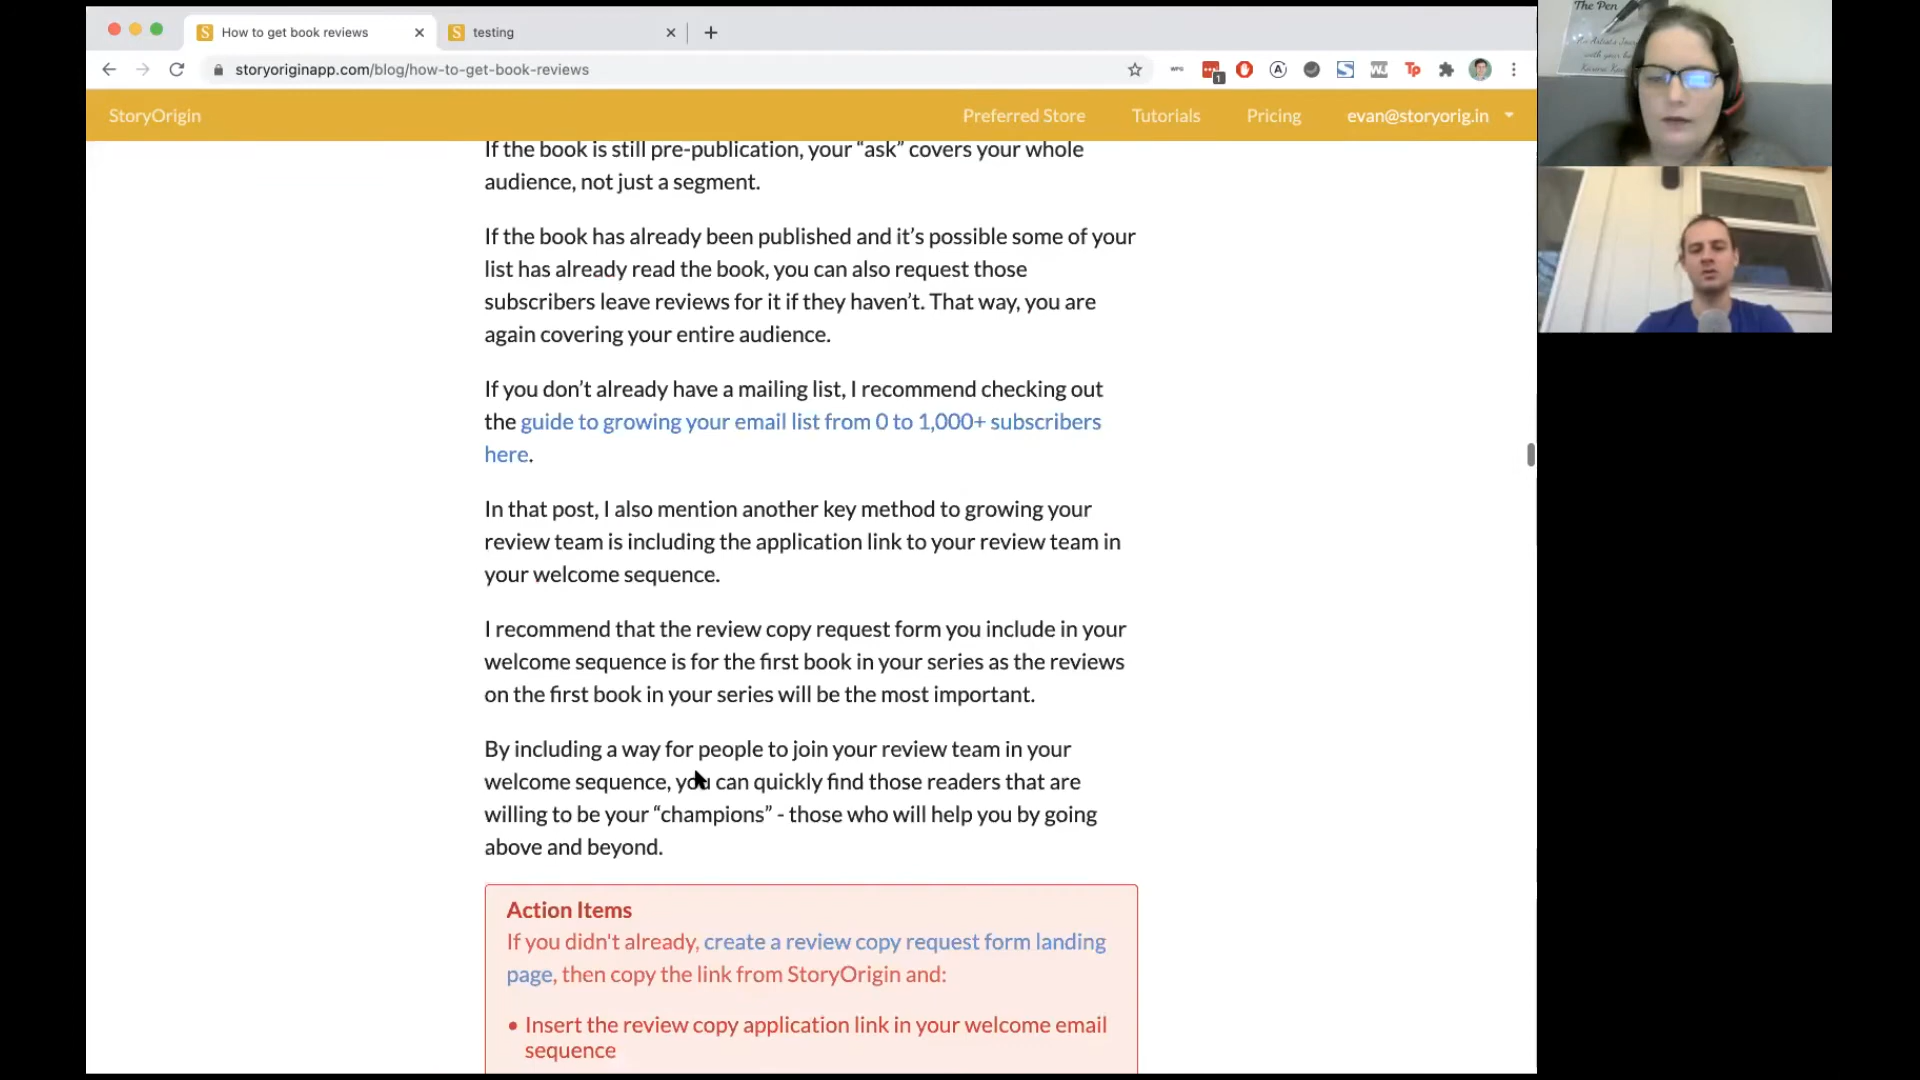 How to get book reviews
testing
storyoriginapp.com/blog/how-to-get-book-reviews
StoryOrigin
Preferred Store
Tutorials
Pricing
evan@storyorig.in
If the book is still pre-publication, your “ask” covers your whole
audience, not just a segment.
If the book has already been published and it’s possible some of your
list has already read the book, you can also request those
subscribers leave reviews for it if they haven’t. That way, you are
again covering your entire audience.
If you don’t already have a mailing list, I recommend checking out
the guide to growing your email list from 0 to 1,000+ subscribers
here.
In that post, I also mention another key method to growing your
review team is including the application link to your review team in
your welcome sequence.
I recommend that the review copy request form you include in your
welcome sequence is for the first book in your series as the reviews
on the first book in your series will be the most important.
By including a way for people to join your review team in your
welcome sequence, you can quickly find those readers that are
willing to be your “champions” - those who will help you by going
above and beyond.
Action Items
If you didn't already, create a review copy request form landing
page, then copy the link from StoryOrigin and:
• Insert the review copy application link in your welcome email
sequence
The Pen